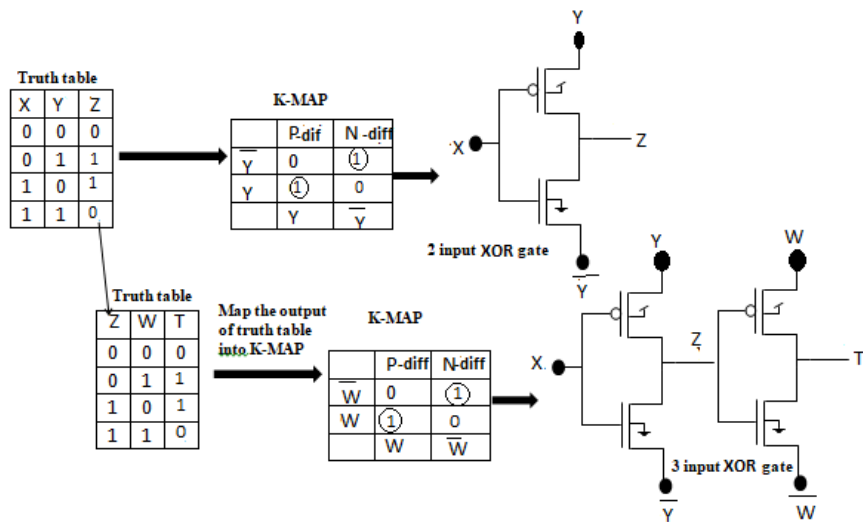 Truth table
X Y Z
0 0 0
0 1 1
1 0 1
1 1 0
K-MAP
P-dif N -diff
Y̅ 0 1
Y 1 0
Y Y̅
Y
X
Z
Y̅
2 input XOR gate
Truth table
Z W T
0 0 0
0 1 1
1 0 1
1 1 0
Map the output
of truth table
into K-MAP
K-MAP
P-diff N-diff
W̅ 0 1
W 1 0
W W̅
Y
W
X.
Z
T
Y̅
W̅
3 input XOR gate